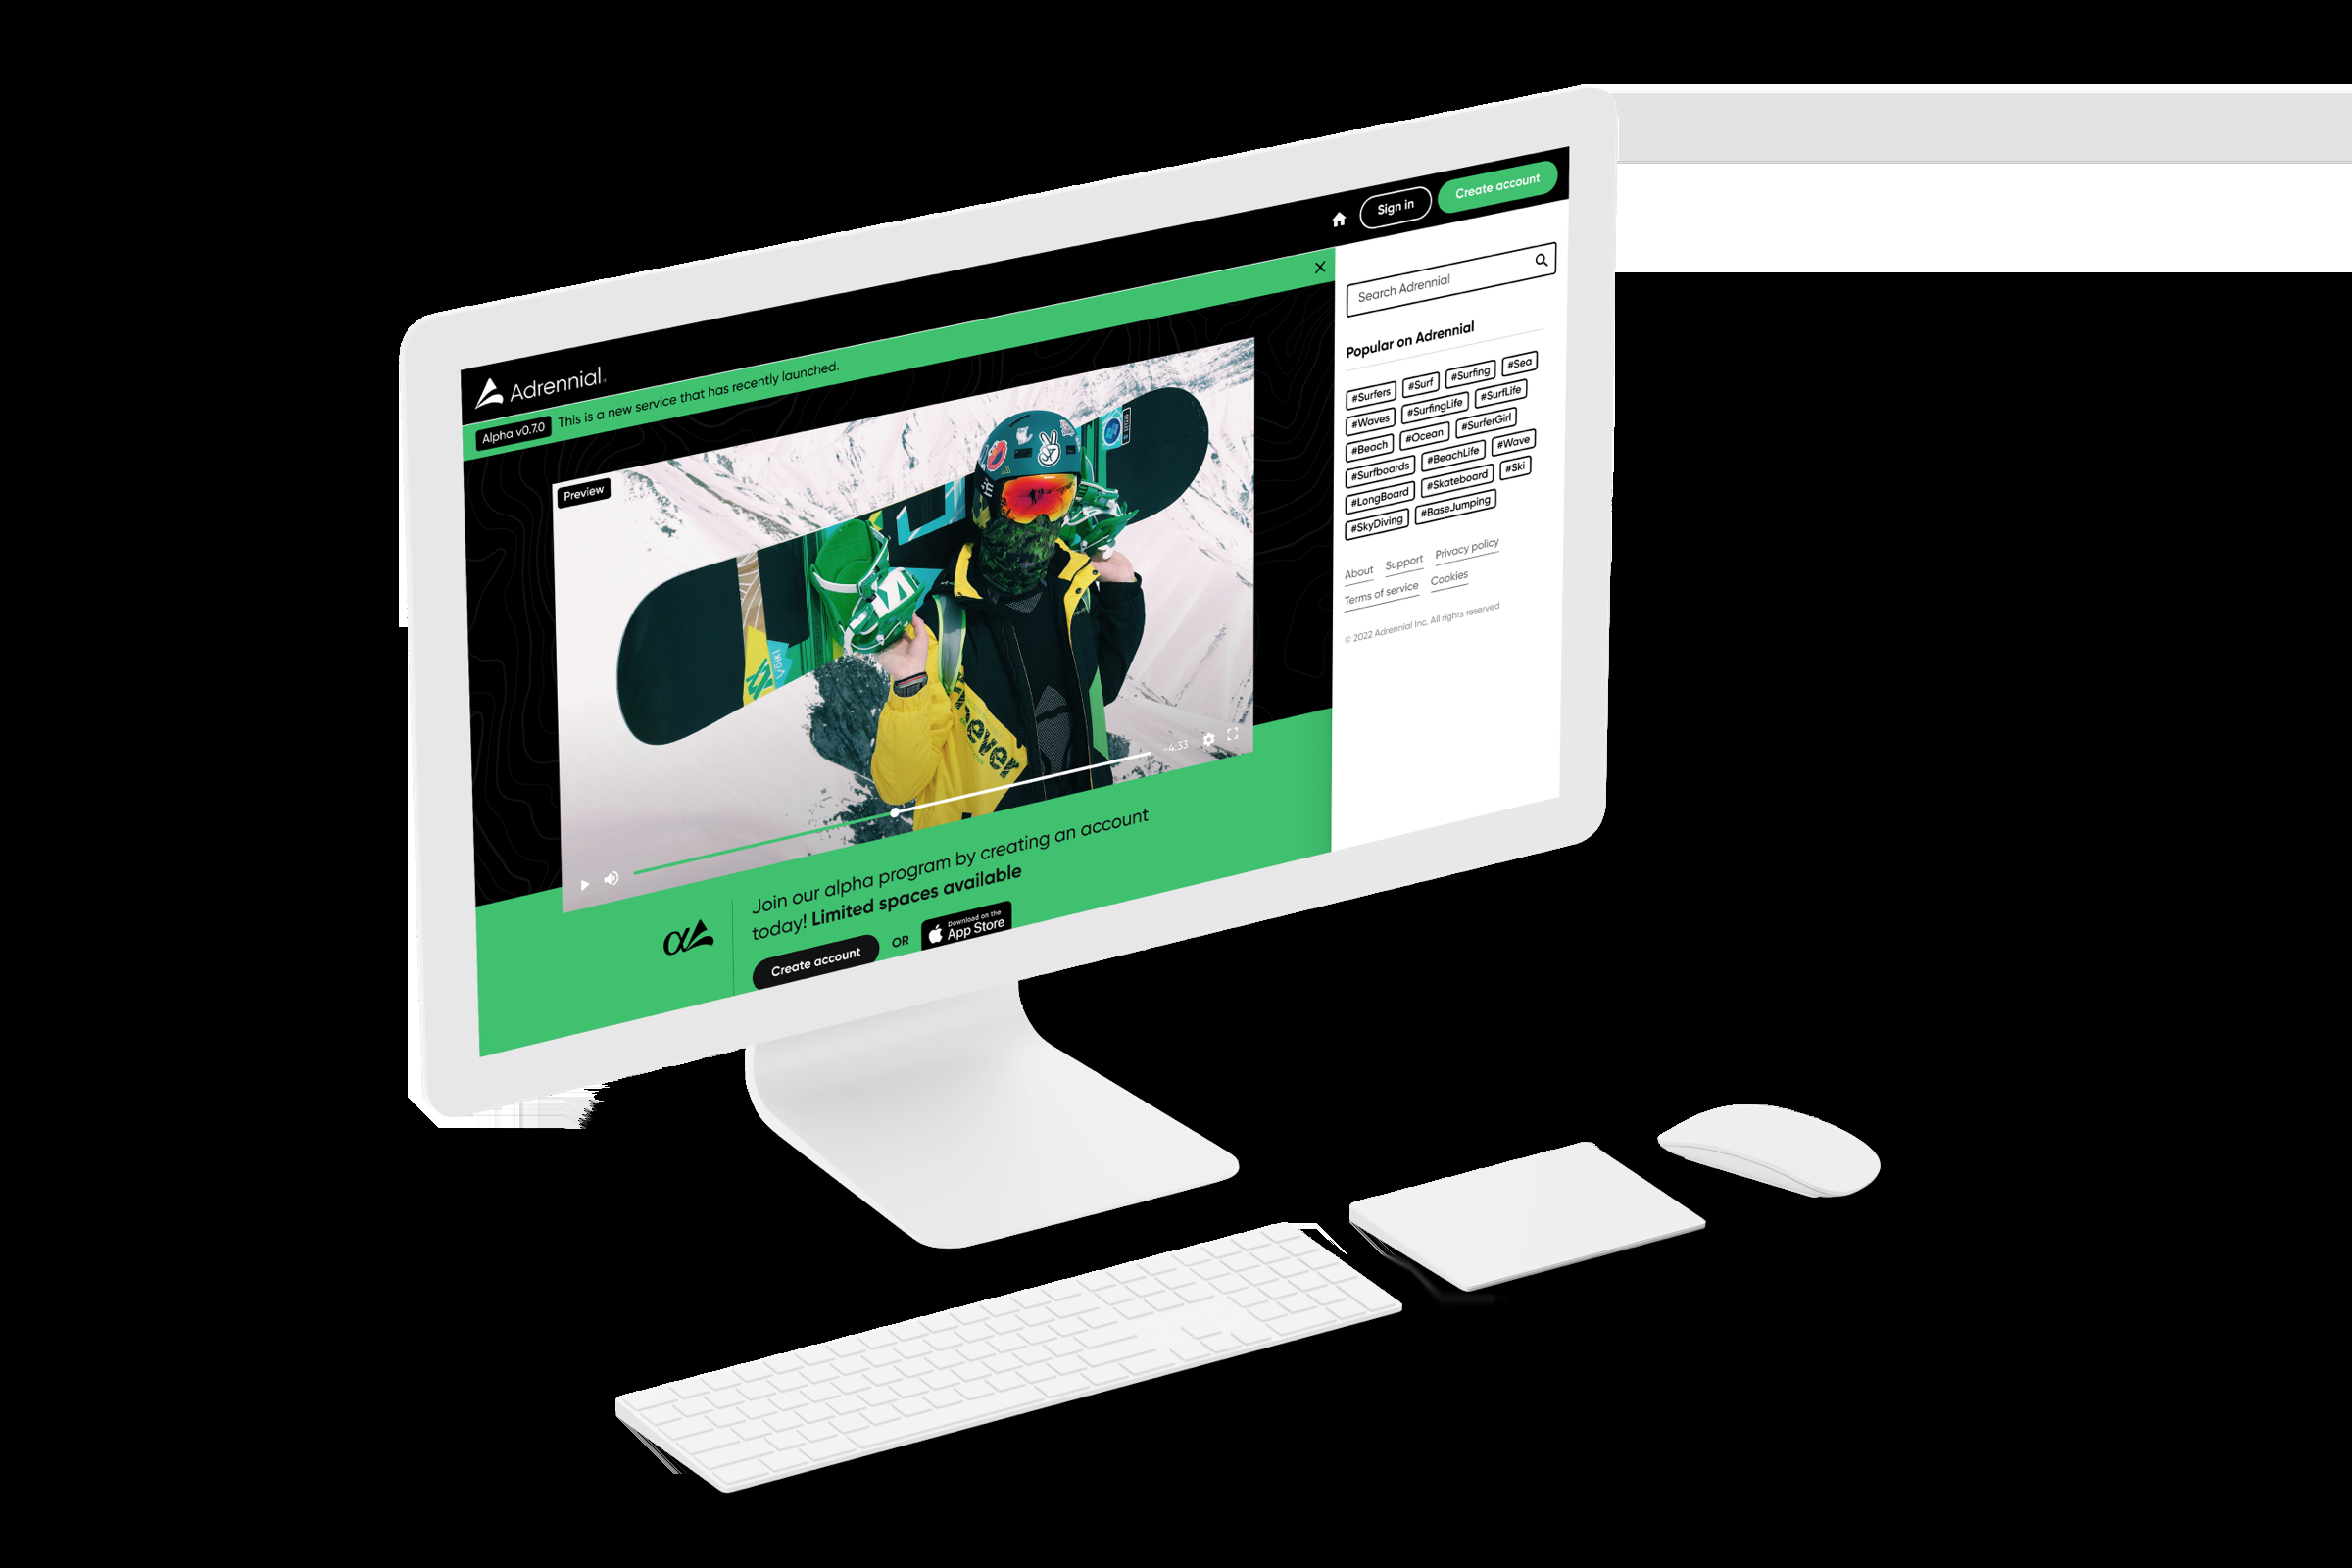 Adrennial
Sign in
Create account
Alpha v0.7.0 This is a new service that has recently launched.
Preview
-4:33
Join our alpha program by creating an account
today! Limited spaces available
Create account
OR
Download on the
App Store
Search Adrennial
Popular on Adrennial
#Surfers #Surf #Surfing #Sea
#Waves #SurfingLife #SurfLife
#Beach #Ocean #SurferGirl
#Surfboards #BeachLife #Wave
#LongBoard #Skateboard #Ski
#SkyDiving #BaseJumping
About Support Privacy policy
Terms of service Cookies
© 2022 Adrennial Inc. All rights reserved